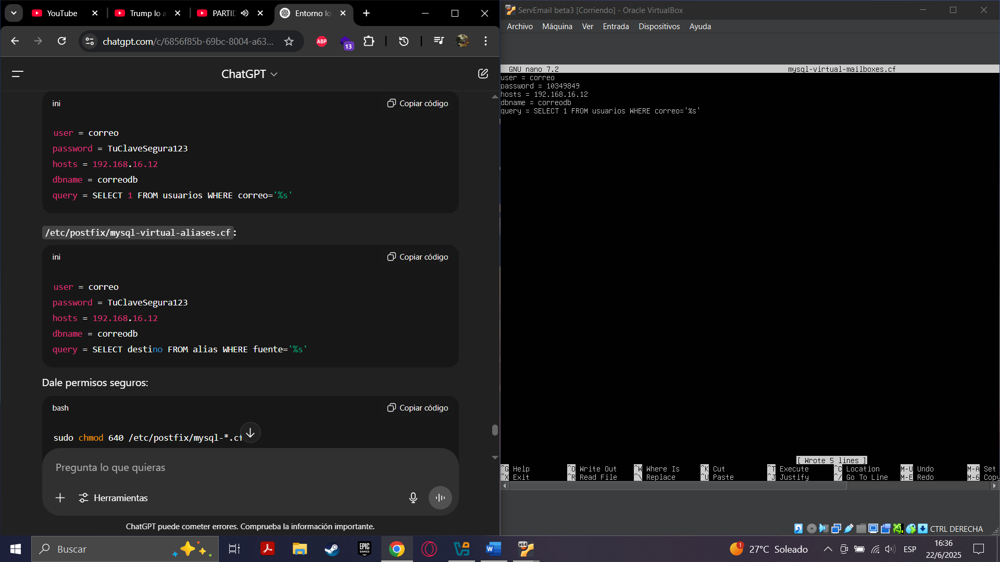 YouTube
Trump lo a
PARTID
Entorno lo
chatgpt.com/c/6856f85b-69bc-8004-a63...
ABP
13
ChatGPT
ini
Copiar código
user = correo
password = TuClaveSegura123
hosts = 192.168.16.12
dbname = correodb
query = SELECT 1 FROM usuarios WHERE correo='%s'
/etc/postfix/mysql-virtual-aliases.cf:
ini
Copiar código
user = correo
password = TuClaveSegura123
hosts = 192.168.16.12
dbname = correodb
query = SELECT destino FROM alias WHERE fuente='%s'
Dale permisos seguros:
bash
Copiar código
sudo chmod 640 /etc/postfix/mysql-*.cf
Pregunta lo que quieras
Herramientas
ChatGPT puede cometer errores. Comprueba la información importante.
ServEmail beta3 [Corriendo] - Oracle VirtualBox
Archivo Máquina Ver Entrada Dispositivos Ayuda
GNU nano 7.2 mysql-virtual-mailboxes.cf
user = correo
password = 10349849
hosts = 192.168.16.12
dbname = correodb
query = SELECT 1 FROM usuarios WHERE correo='%s'
[ Wrote 5 lines ]
^G Help ^O Write Out ^W Where Is ^K Cut ^T Execute ^C Location M-U Undo M-A Set
^X Exit ^R Read File ^\ Replace ^U Paste ^J Justify ^/ Go To Line M-E Redo M-6 Copy
CTRL DERECHA
Buscar
EPIC GAMES
x64
1
27°C Soleado
ESP
16:36
22/6/2025